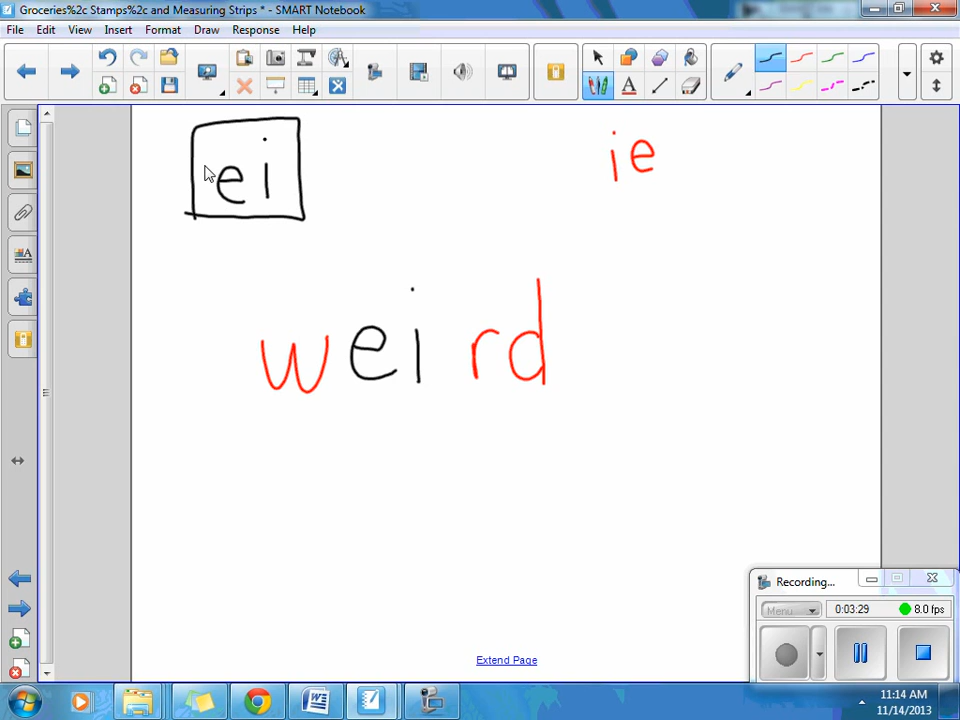 Groceries%2c Stamps%2c and Measuring Strips * - SMART Notebook
File Edit View Insert Format Draw Response Help
ei
ie
weird
Extend Page
Recording...
Menu
0:03:29
8.0 fps
11:14 AM
11/14/2013